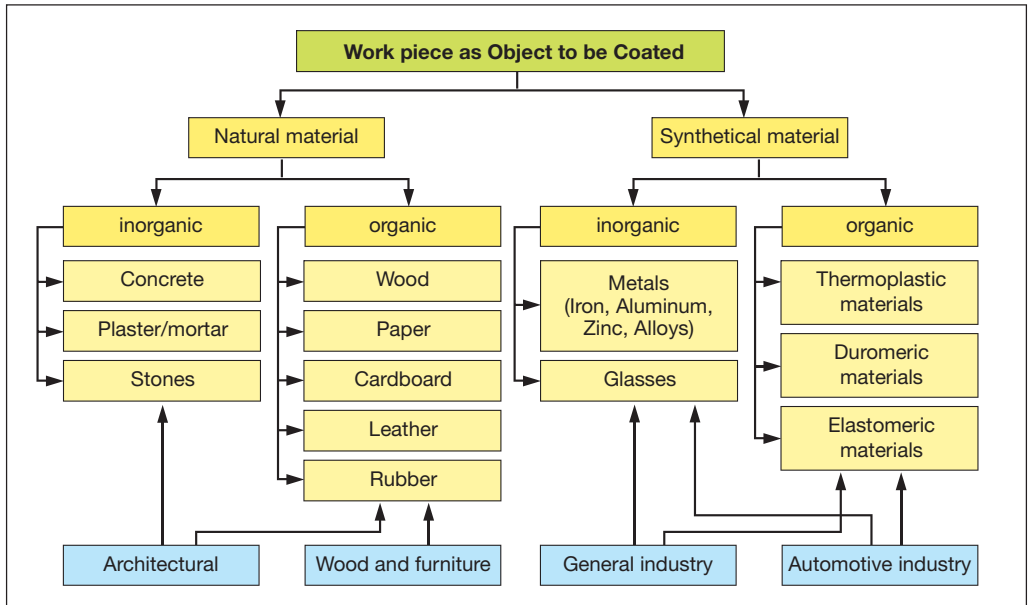 Work piece as Object to be Coated
Natural material
Synthetical material
inorganic
organic
inorganic
organic
Concrete
Plaster/mortar
Stones
Wood
Paper
Cardboard
Leather
Rubber
Metals
(Iron, Aluminum,
Zinc, Alloys)
Glasses
Thermoplastic
materials
Duromeric
materials
Elastomeric
materials
Architectural
Wood and furniture
General industry
Automotive industry